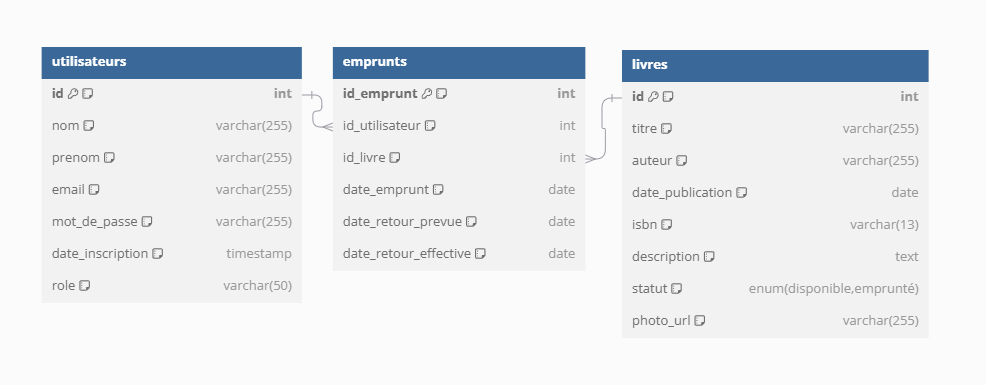 utilisateurs
id int
nom varchar(255)
prenom varchar(255)
email varchar(255)
mot_de_passe varchar(255)
date_inscription timestamp
role varchar(50)
emprunts
id_emprunt int
id_utilisateur int
id_livre int
date_emprunt date
date_retour_prevue date
date_retour_effective date
livres
id int
titre varchar(255)
auteur varchar(255)
date_publication date
isbn varchar(13)
description text
statut enum(disponible,emprunté)
photo_url varchar(255)